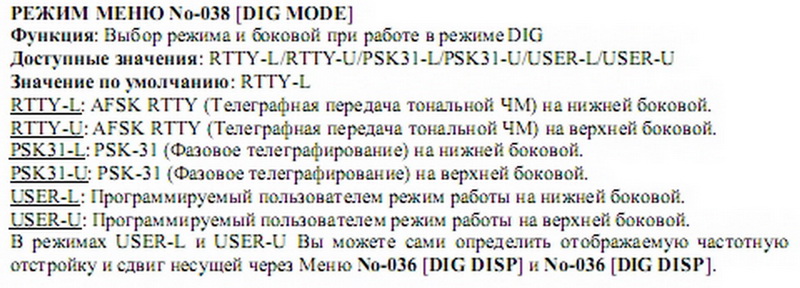 РЕЖИМ МЕНЮ No-038 [DIG MODE]
Функция: Выбор режима и боковой при работе в режиме DIG
Доступные значения: RTTY-L/RTTY-U/PSK31-L/PSK31-U/USER-L/USER-U
Значение по умолчанию: RTTY-L
RTTY-L: AFSK RTTY (Телеграфная передача тональной ЧМ) на нижней боковой.
RTTY-U: AFSK RTTY (Телеграфная передача тональной ЧМ) на верхней боковой.
PSK31-L: PSK-31 (Фазовое телеграфирование) на нижней боковой.
PSK31-U: PSK-31 (Фазовое телеграфирование) на верхней боковой.
USER-L: Программируемый пользователем режим работы на нижней боковой.
USER-U: Программируемый пользователем режим работы на верхней боковой.
В режимах USER-L и USER-U Вы можете сами определить отображаемую частотную
отстройку и сдвиг несущей через Меню No-036 [DIG DISP] и No-036 [DIG DISP].